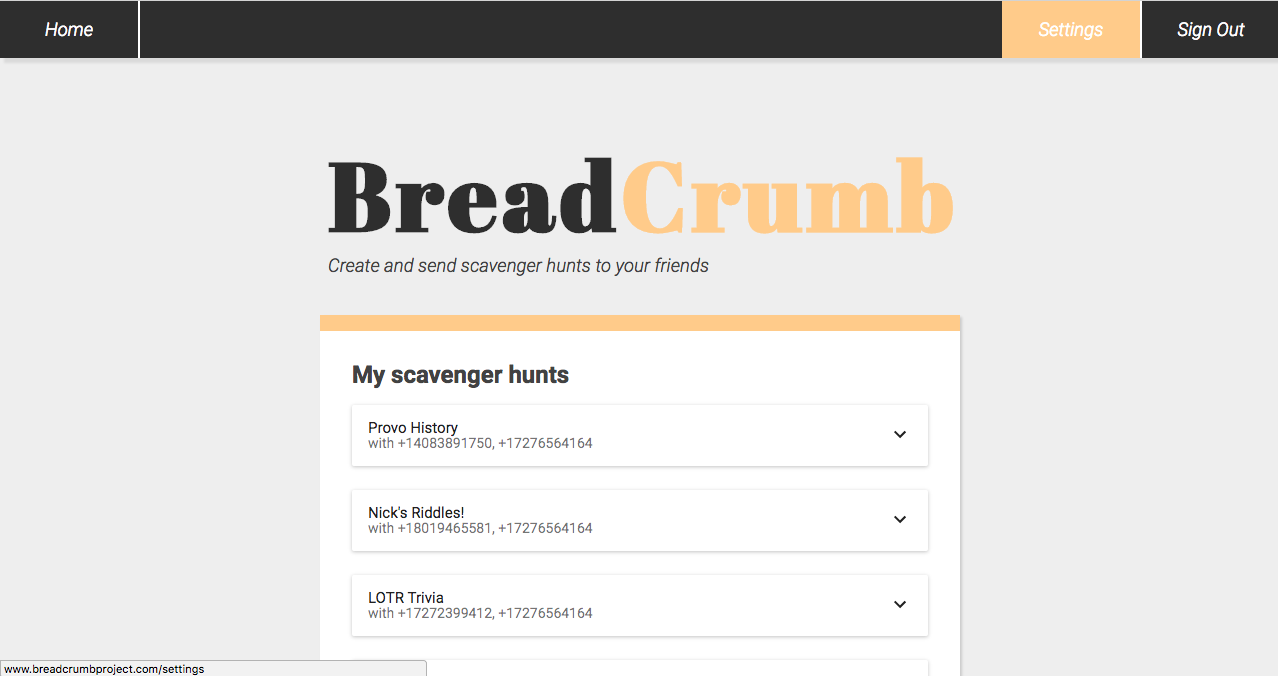 Home
Settings
Sign Out
BreadCrumb
Create and send scavenger hunts to your friends
My scavenger hunts
Provo History
with +14083891750, +17276564164
Nick's Riddles!
with +18019465581, +17276564164
LOTR Trivia
with +17272399412, +17276564164
www.breadcrumbproject.com/settings